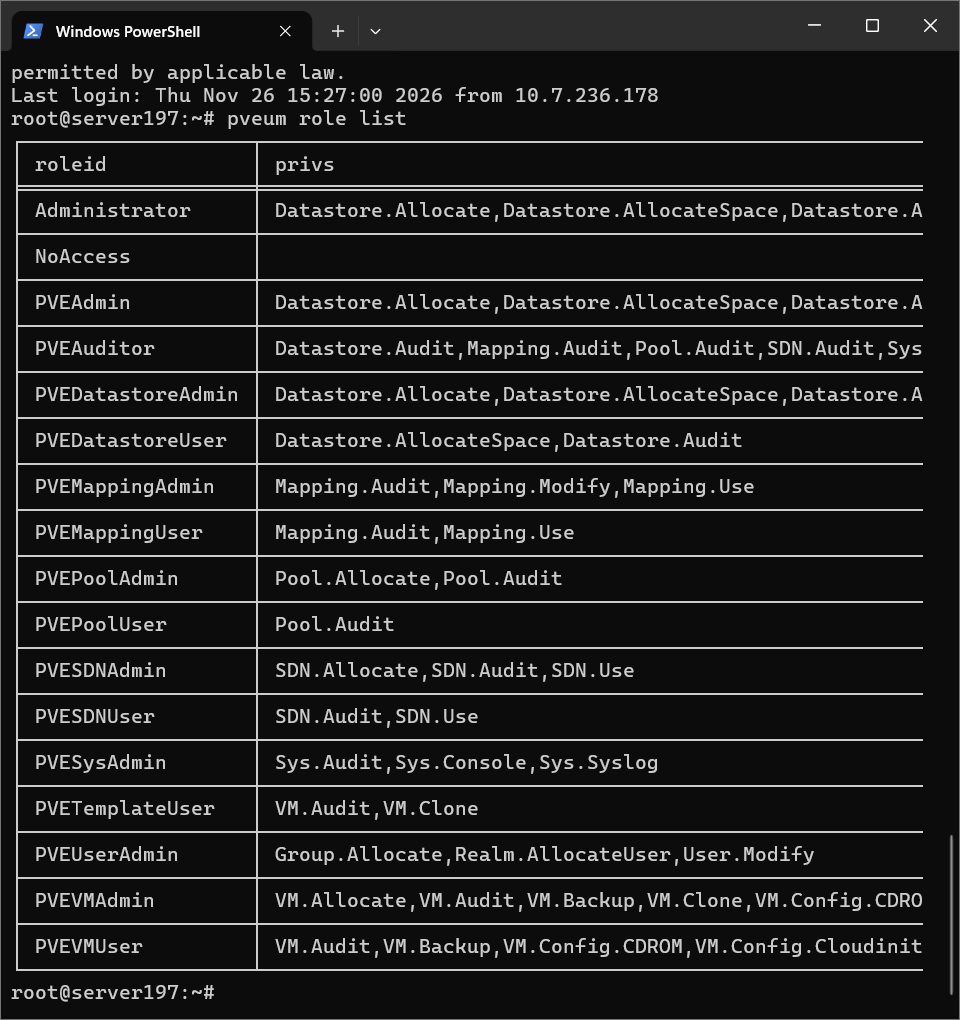 Windows PowerShell
permitted by applicable law.
Last login: Thu Nov 26 15:27:00 2026 from 10.7.236.178
root@server197:~# pveum role list
roleid privs
Administrator Datastore.Allocate,Datastore.AllocateSpace,Datastore.A
NoAccess
PVEAdmin Datastore.Allocate,Datastore.AllocateSpace,Datastore.A
PVEAuditor Datastore.Audit,Mapping.Audit,Pool.Audit,SDN.Audit,Sys
PVEDatastoreAdmin Datastore.Allocate,Datastore.AllocateSpace,Datastore.A
PVEDatastoreUser Datastore.AllocateSpace,Datastore.Audit
PVEMappingAdmin Mapping.Audit,Mapping.Modify,Mapping.Use
PVEMappingUser Mapping.Audit,Mapping.Use
PVEPoolAdmin Pool.Allocate,Pool.Audit
PVEPoolUser Pool.Audit
PVESDNAdmin SDN.Allocate,SDN.Audit,SDN.Use
PVESDNUser SDN.Audit,SDN.Use
PVESysAdmin Sys.Audit,Sys.Console,Sys.Syslog
PVETemplateUser VM.Audit,VM.Clone
PVEUserAdmin Group.Allocate,Realm.AllocateUser,User.Modify
PVEVMAdmin VM.Allocate,VM.Audit,VM.Backup,VM.Clone,VM.Config.CDRO
PVEVMUser VM.Audit,VM.Backup,VM.Config.CDROM,VM.Config.Cloudinit
root@server197:~#